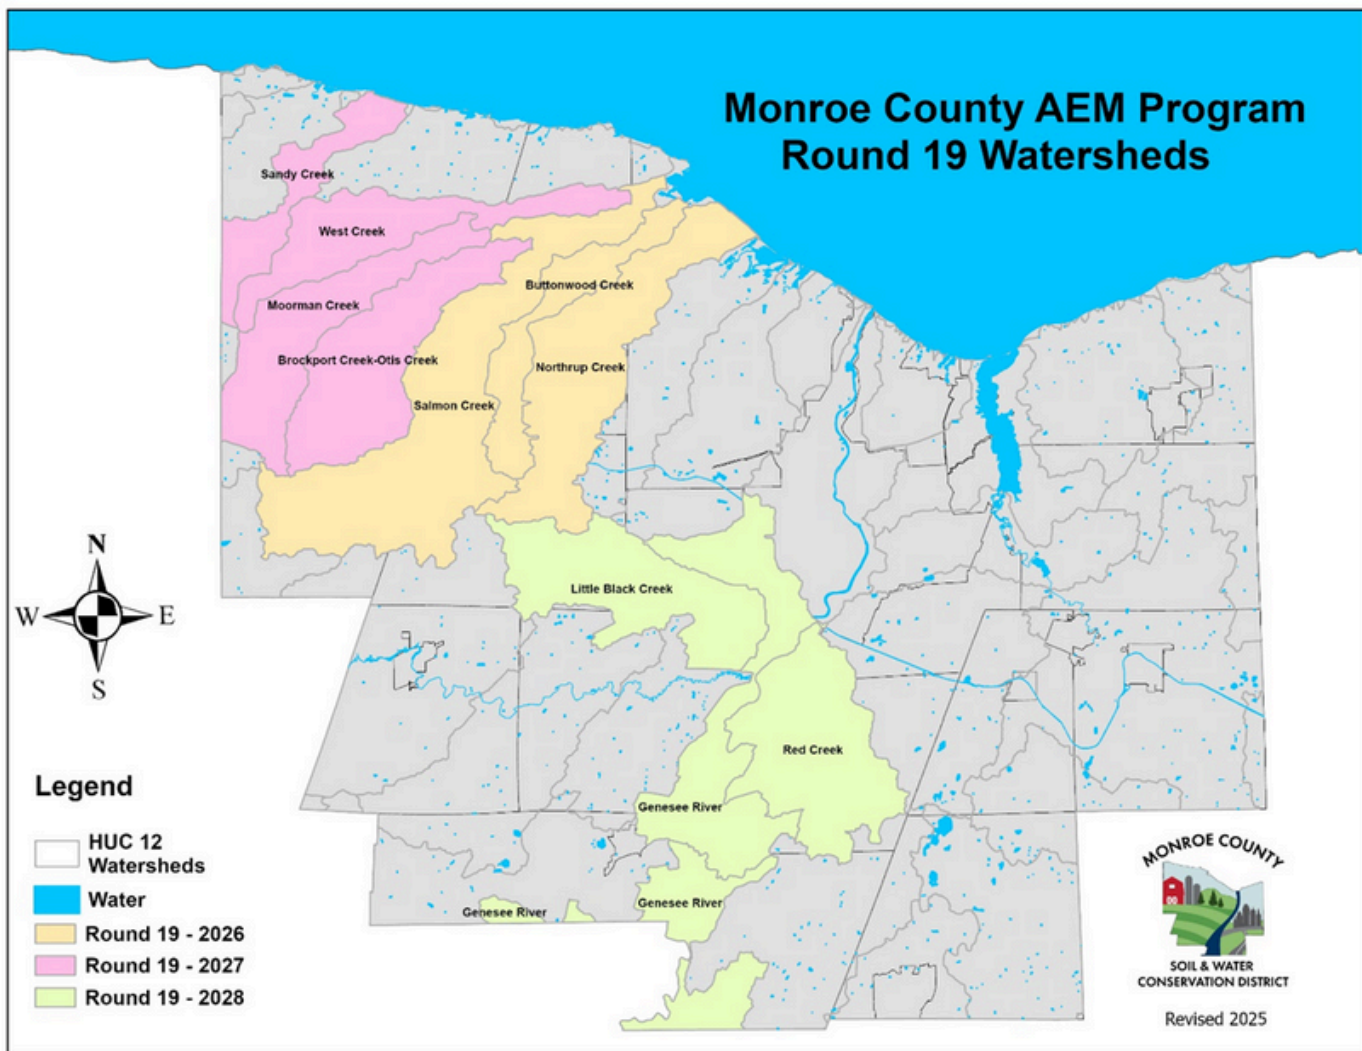 Monroe County AEM Program
Round 19 Watersheds
Sandy Creek
West Creek
Moorman Creek
Buttonwood Creek
Brockport Creek-Otis Creek
Northrup Creek
Salmon Creek
N
W
E
S
Little Black Creek
Red Creek
Genesee River
Genesee River
Genesee River
Legend
HUC 12
Watersheds
Water
Round 19 - 2026
Round 19 - 2027
Round 19 - 2028
MONROE COUNTY
SOIL & WATER
CONSERVATION DISTRICT
Revised 2025